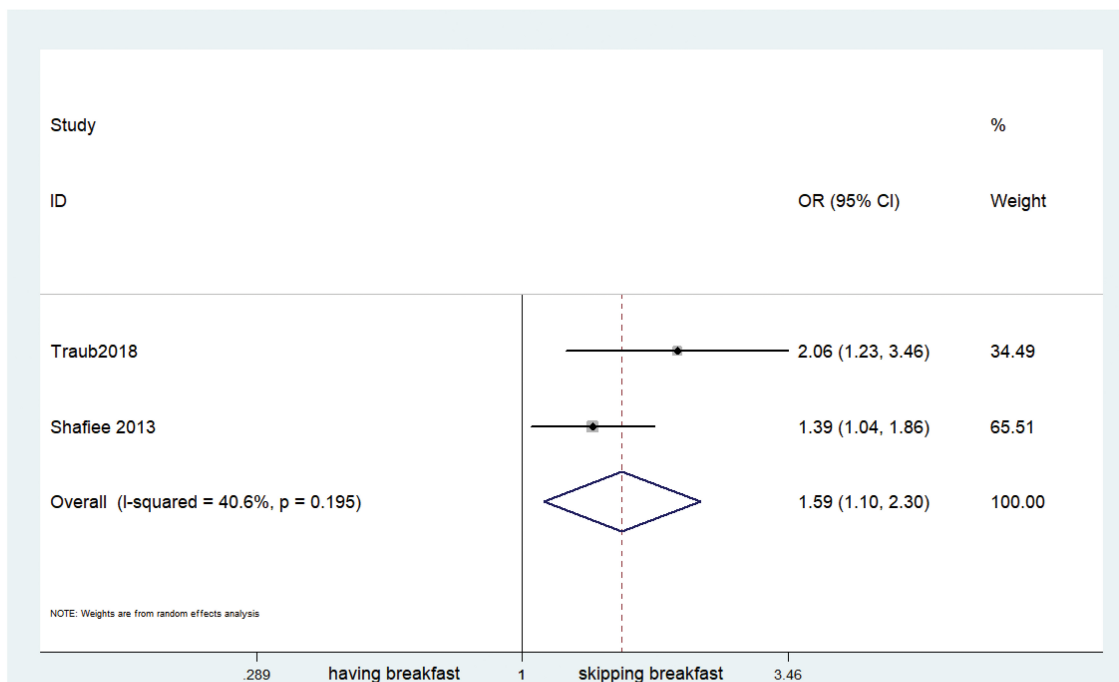 Study %
ID OR (95% CI) Weight
Traub2018 2.06 (1.23, 3.46) 34.49
Shafiee 2013 1.39 (1.04, 1.86) 65.51
Overall (I-squared = 40.6%, p = 0.195) 1.59 (1.10, 2.30) 100.00
NOTE: Weights are from random effects analysis
.289 having breakfast 1 skipping breakfast 3.46